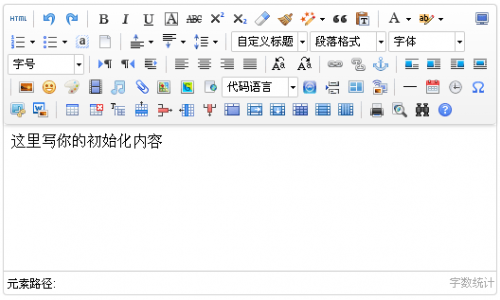 HTML B I U A ABC X² X₂ A ab
a 自定义标题 段落格式 字体
字号
代码语言 Ω
W T ?
这里写你的初始化内容
元素路径: 字数统计